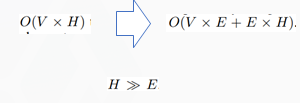 O(V × H) O(V × E + E × H).
H ≫ E